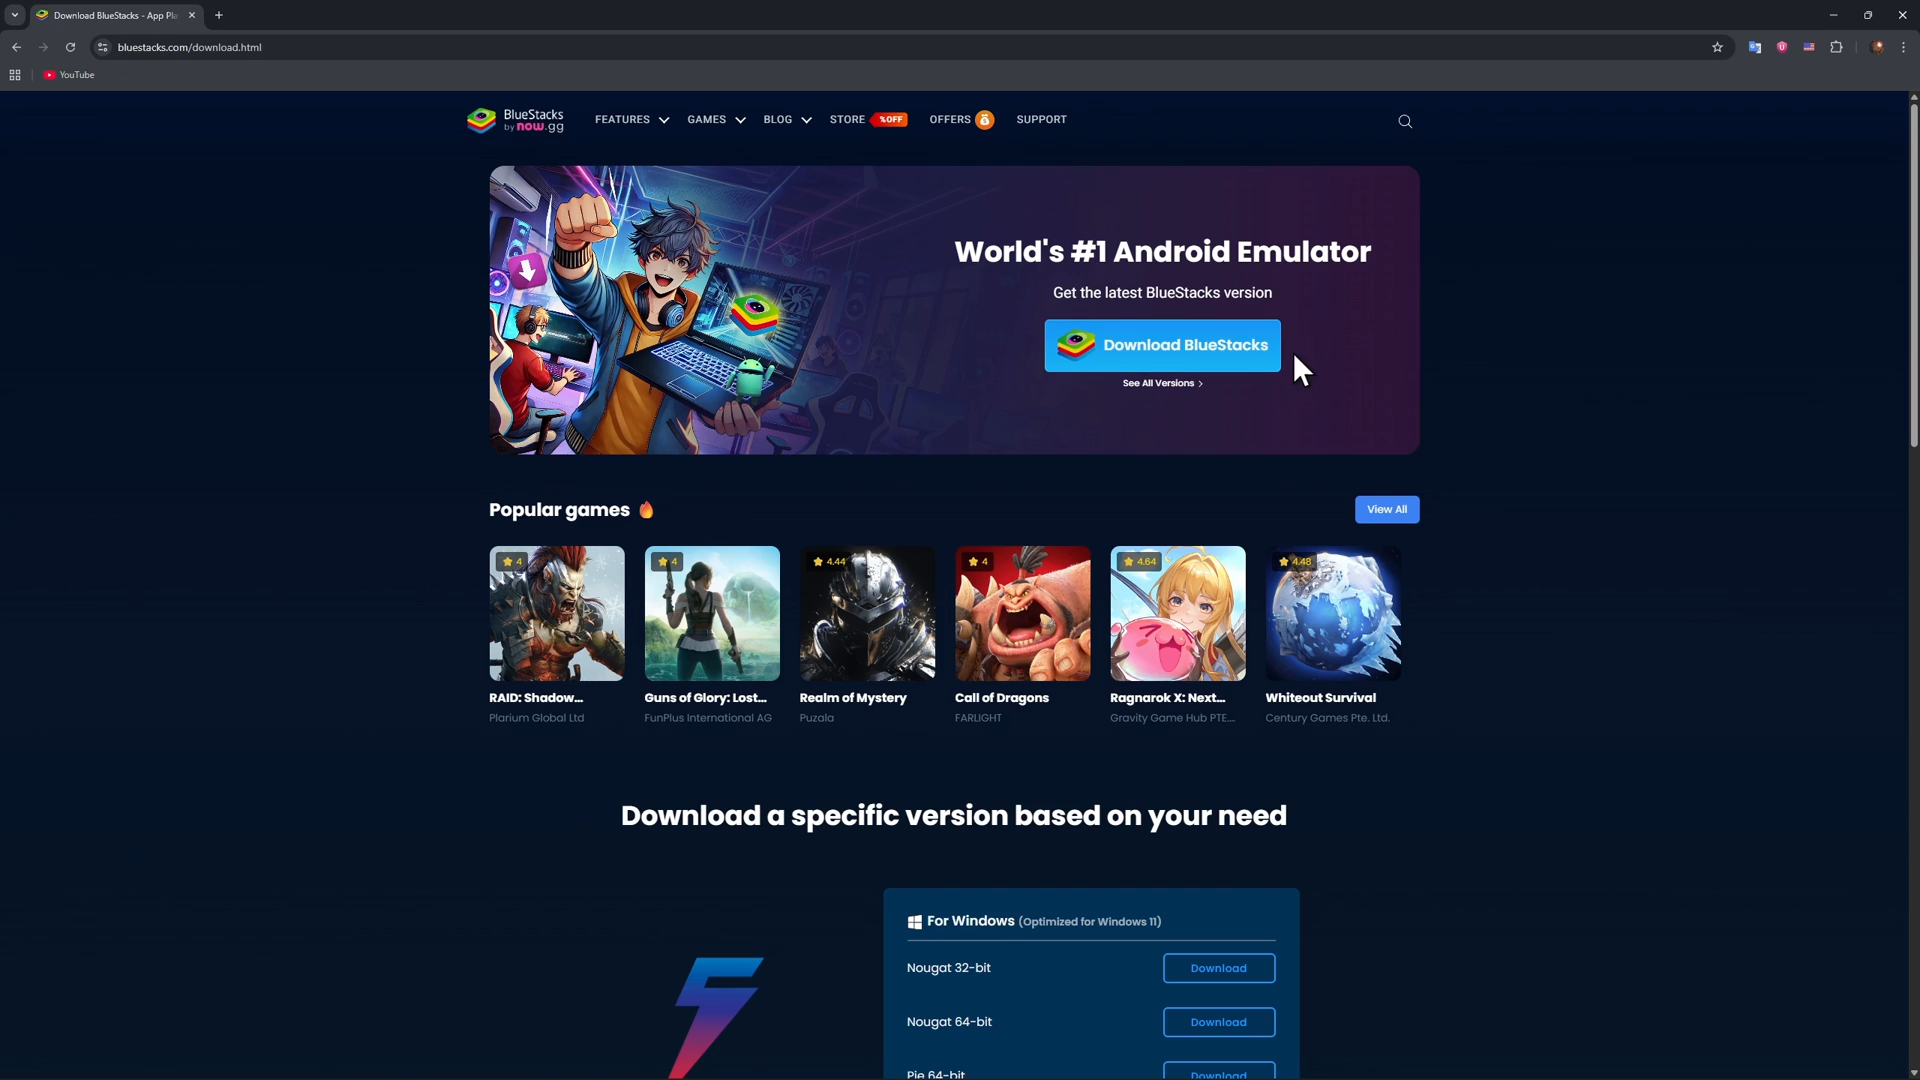 Download BlueStacks - App Pla
bluestacks.com/download.html
YouTube
BlueStacks
by now.gg
FEATURES
GAMES
BLOG
STORE
%OFF
OFFERS
SUPPORT
World's #1 Android Emulator
Get the latest BlueStacks version
Download BlueStacks
See All Versions
Popular games
View All
4
4
4.44
4
4.64
4.48
RAID: Shadow...
Guns of Glory: Lost...
Realm of Mystery
Call of Dragons
Ragnarok X: Next...
Whiteout Survival
Plarium Global Ltd
FunPlus International AG
Puzala
FARLIGHT
Gravity Game Hub PTE....
Century Games Pte. Ltd.
Download a specific version based on your need
For Windows (Optimized for Windows 11)
Nougat 32-bit
Download
Nougat 64-bit
Download
Pie 64-bit
Download